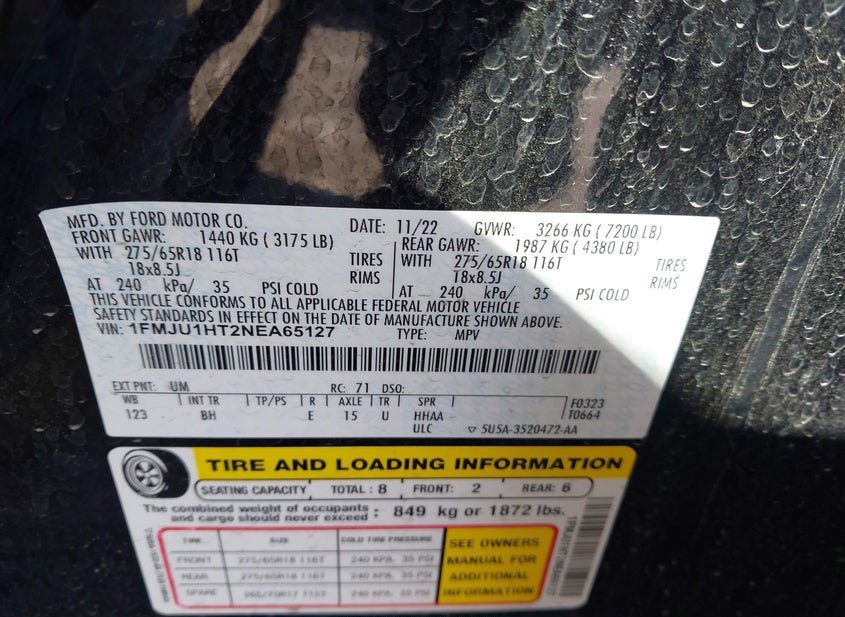 MFD. BY FORD MOTOR CO. DATE: 11/22 GVWR: 3266 KG ( 7200 LB)
FRONT GAWR: 1440 KG ( 3175 LB) REAR GAWR: 1987 KG ( 4380 LB)
WITH 275/65R18 116T TIRES WITH 275/65R18 116T TIRES
18x8.5J RIMS 18x8.5J RIMS
AT 240 kPa/ 35 PSI COLD AT 240 kPa/ 35 PSI COLD
THIS VEHICLE CONFORMS TO ALL APPLICABLE FEDERAL MOTOR VEHICLE
SAFETY STANDARDS IN EFFECT ON THE DATE OF MANUFACTURE SHOWN ABOVE.
VIN: 1FMJU1HT2NEA65127 TYPE: MPV
EXT PNT: UM RC: 71 DSO:
WB INT TR TP/PS R AXLE TR SPR F0323
123 BH E 15 U HHAA T0664
ULC ▽ 5U5A-3520472-AA
TIRE AND LOADING INFORMATION
SEATING CAPACITY TOTAL : 8 FRONT: 2 REAR: 6
The combined weight of occupants
and cargo should never exceed : 849 kg or 1872 lbs.
TIRE SIZE COLD TIRE PRESSURE
FRONT 275/65R18 116T 240 KPA, 35 PSI
REAR 275/65R18 116T 240 KPA, 35 PSI
SPARE 240 KPA, 35 PSI
SEE OWNERS
MANUAL FOR
ADDITIONAL
INFORMATION